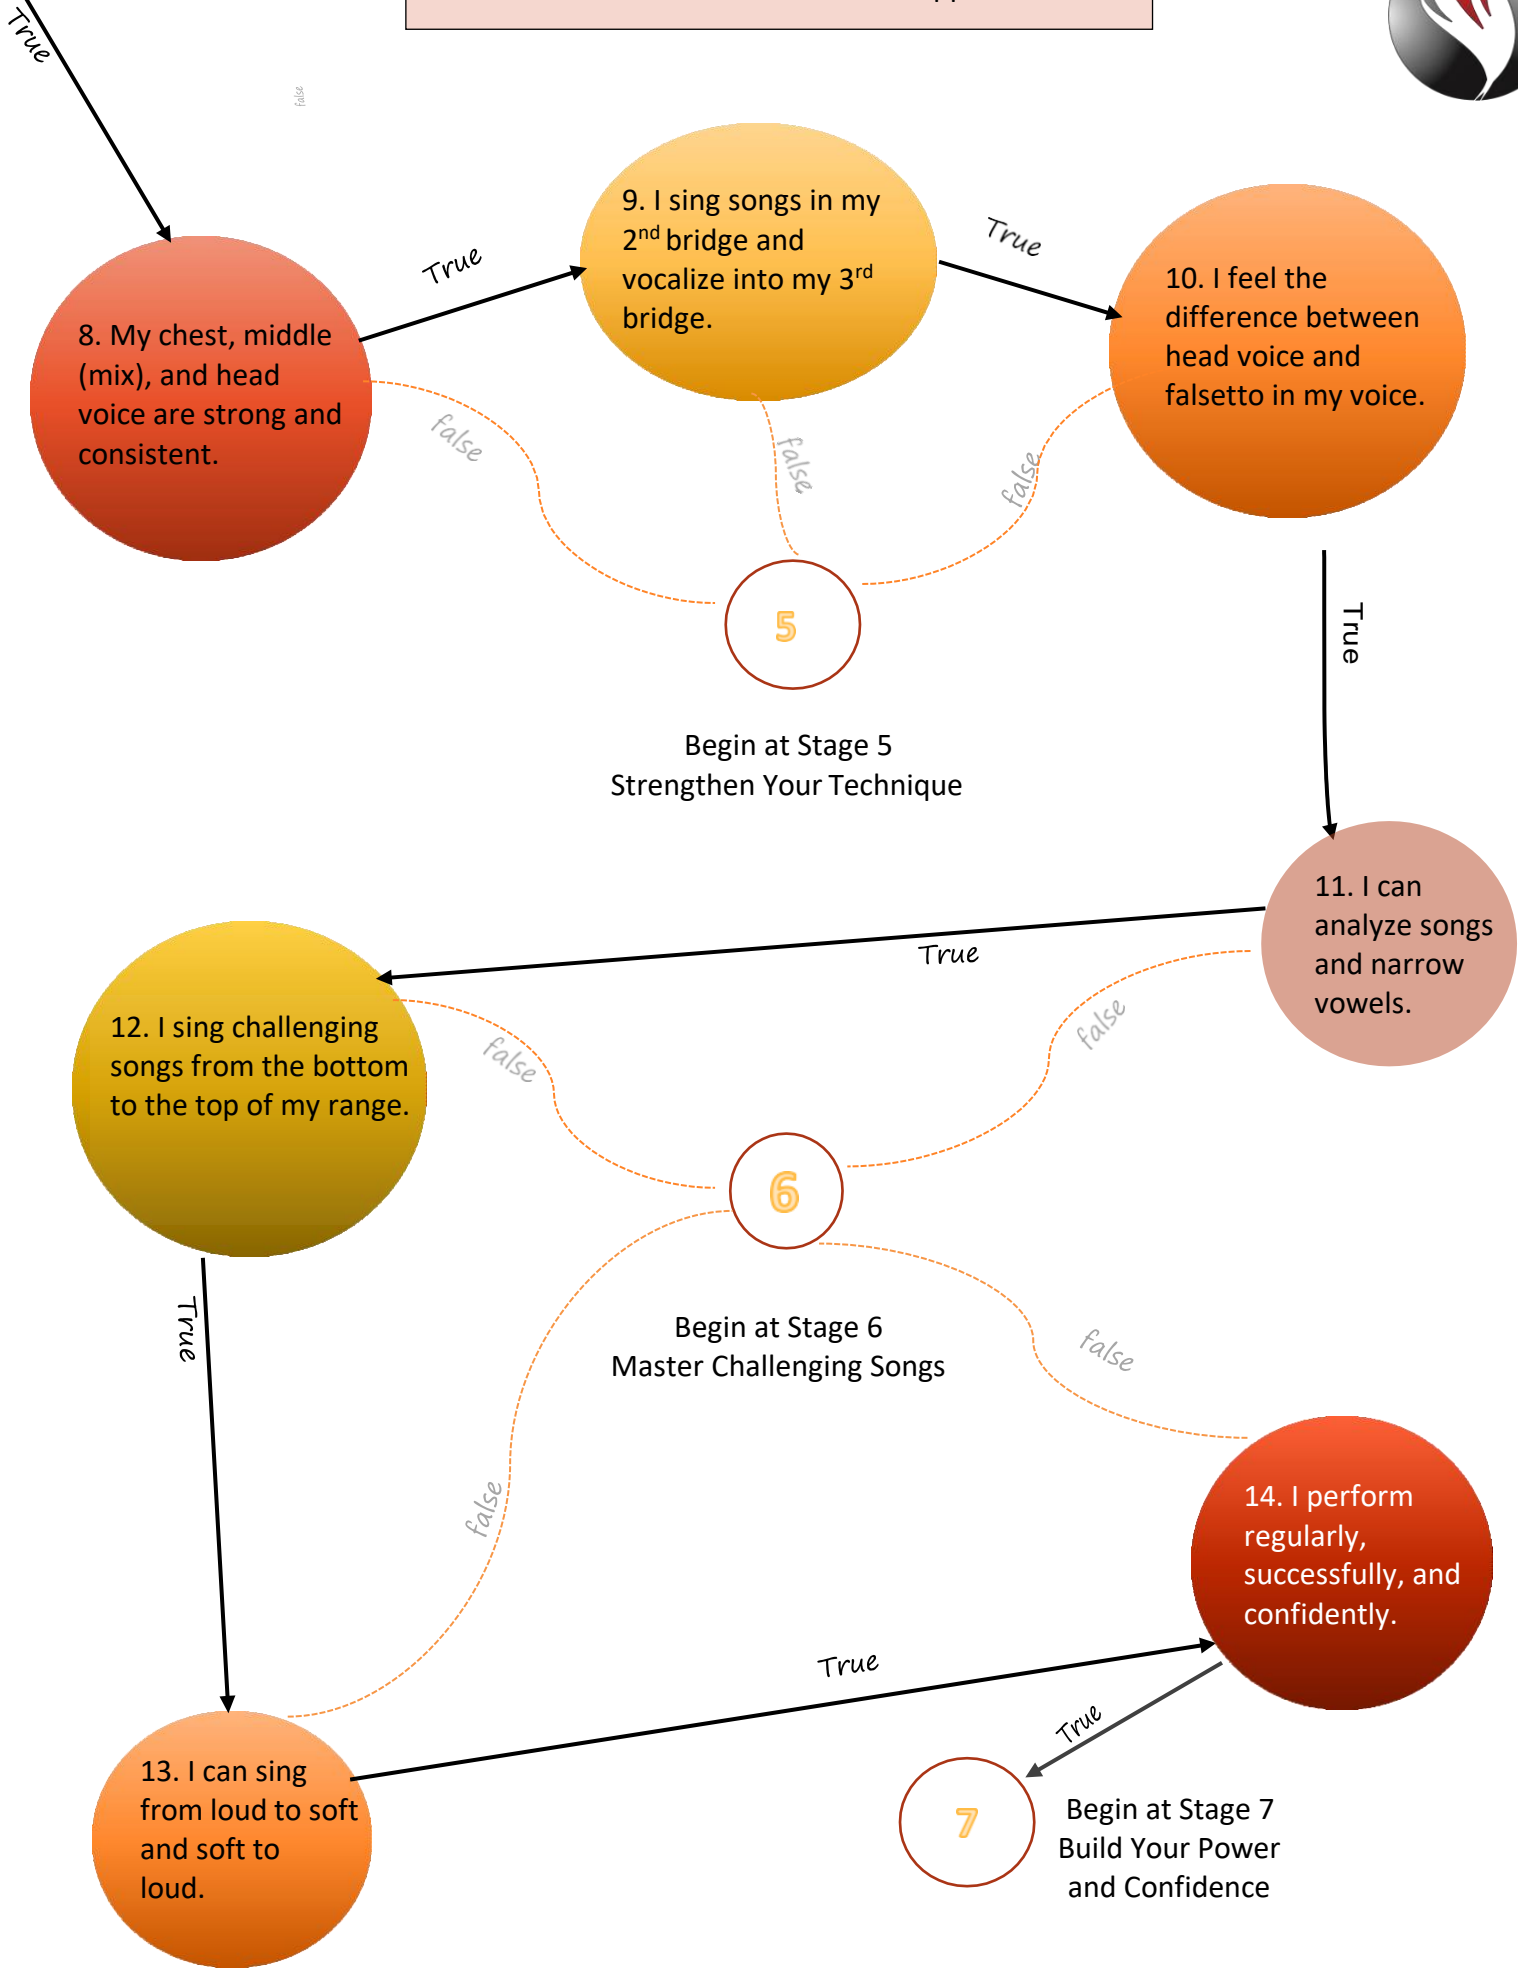 True
false
8. My chest, middle
(mix), and head
voice are strong and
consistent.
True
9. I sing songs in my
2nd bridge and
vocalize into my 3rd
bridge.
True
10. I feel the
difference between
head voice and
falsetto in my voice.
false
false
false
5
True
Begin at Stage 5
Strengthen Your Technique
11. I can
analyze songs
and narrow
vowels.
True
12. I sing challenging
songs from the bottom
to the top of my range.
false
false
6
True
Begin at Stage 6
Master Challenging Songs
false
false
14. I perform
regularly,
successfully, and
confidently.
True
True
13. I can sing
from loud to soft
and soft to
loud.
7
Begin at Stage 7
Build Your Power
and Confidence